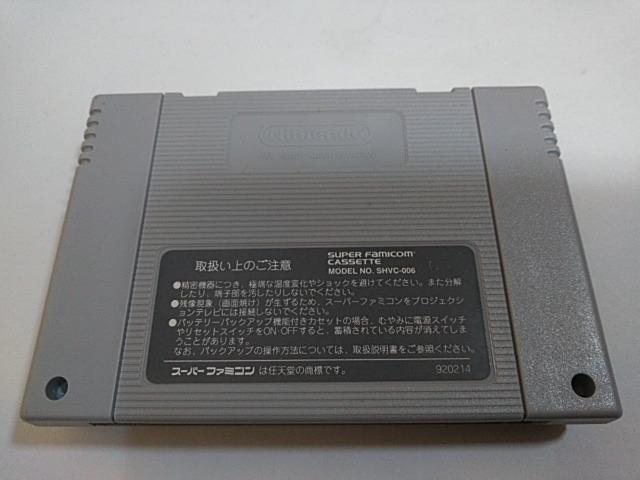 Nintendo
取扱い上のご注意
SUPER FAMICOM
CASSETTE
MODEL NO. SHVC-006
●精密機器につき、極端な温度変化やショックを避けてください。また分解
したり、端子部を汚したりしないでください。
●残像現象(画面焼け)が生ずるため、スーパーファミコンをプロジェクシ
ョンテレビには接続しないでください。
●バッテリーバックアップ機能付きカセットの場合、むやみに電源スイッチ
やリセットスイッチをON・OFFすると、蓄積されている内容が消えてしま
うことがあります。
なお、バックアップの操作方法については、取扱説明書をご参照ください。
スーパーファミコン は任天堂の商標です。
920214